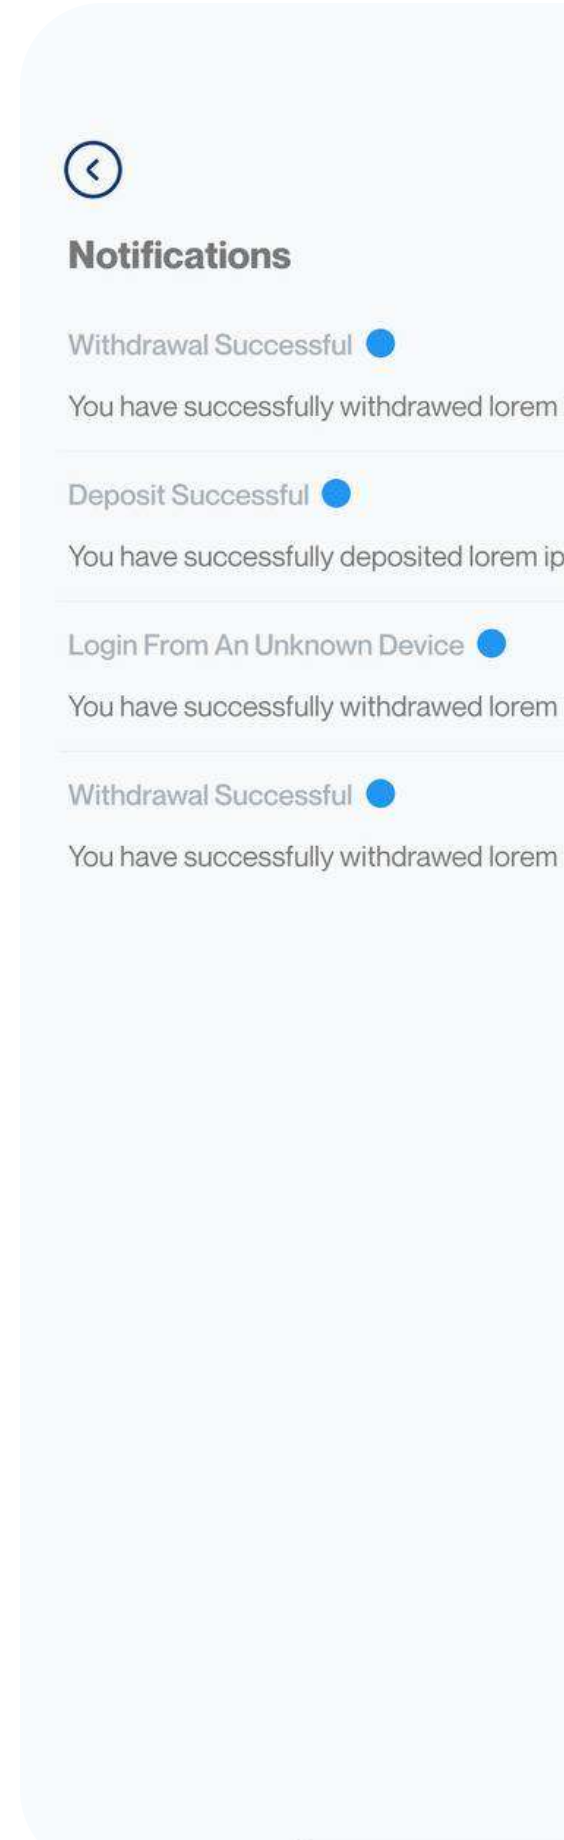 Notifications
Withdrawal Successful
You have successfully withdrawed lorem
Deposit Successful
You have successfully deposited lorem ip
Login From An Unknown Device
You have successfully withdrawed lorem
Withdrawal Successful
You have successfully withdrawed lorem